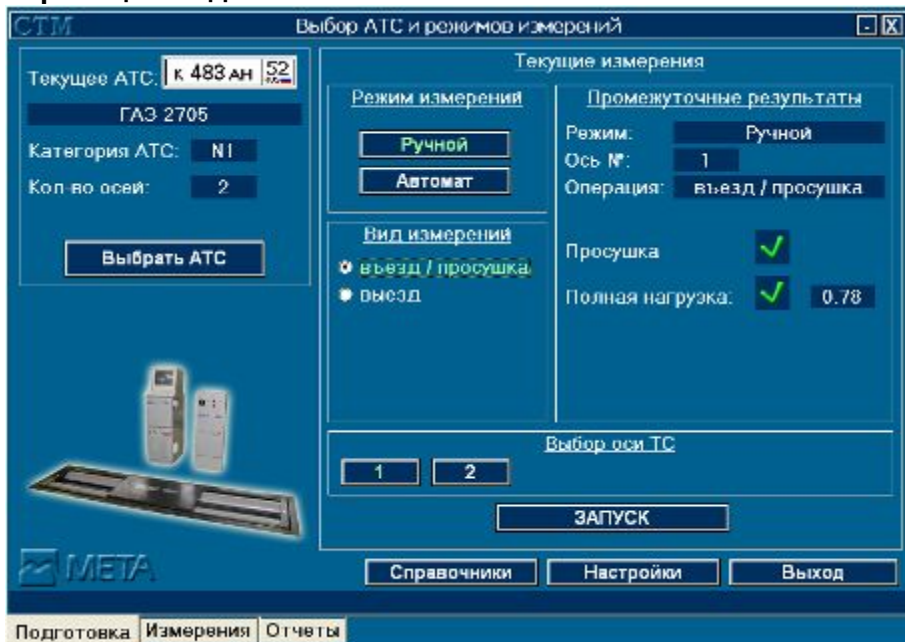 СТМ
Выбор АТС и режимов измерений
Текущее АТС: к 483 ан 52
ГАЗ 2705
Категория АТС: N1
Кол-во осей: 2
Выбрать АТС
Текущие измерения
Режим измерений
Ручной
Автомат
Вид измерений
въезд / просушка
выезд
Промежуточные результаты
Режим: Ручной
Ось №: 1
Операция: въезд / просушка
Просушка
Полная нагрузка: 0.78
Выбор оси ТС
1 2
ЗАПУСК
МЕТА
Справочники Настройки Выход
Подготовка Измерения Отчеты